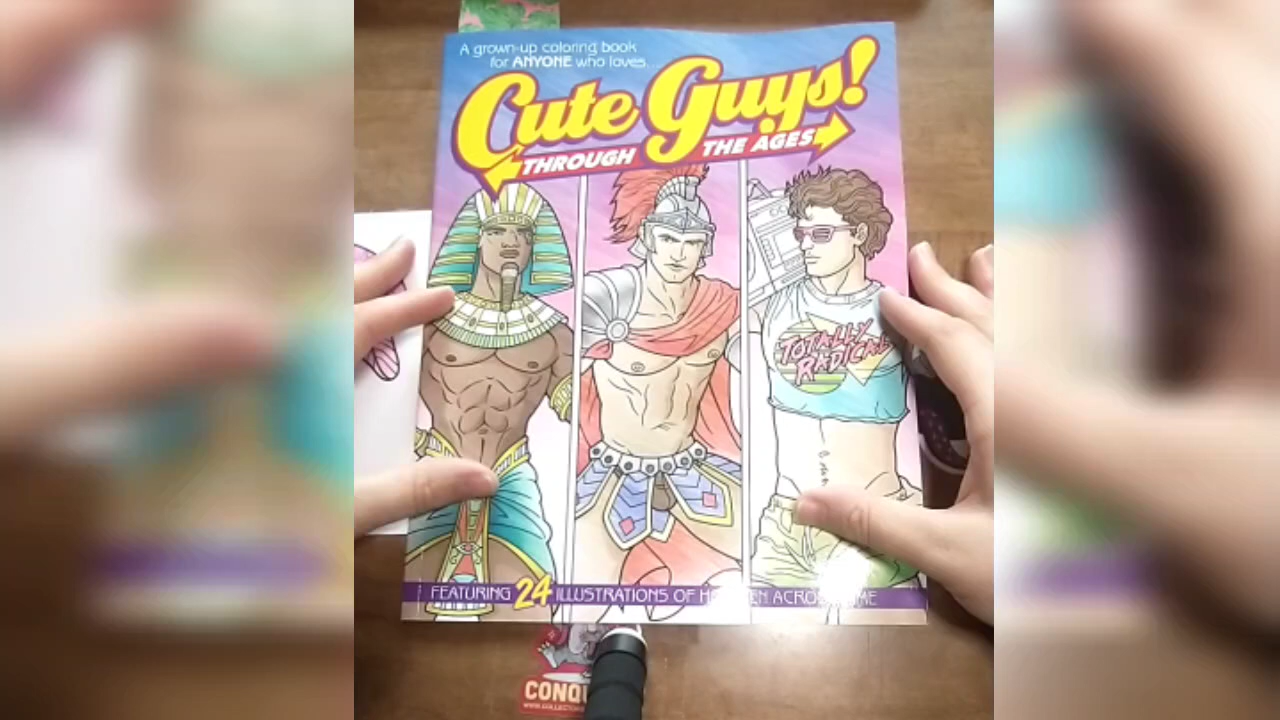 A grown-up coloring book
for ANYONE who loves...
Cute Guys!
THROUGH THE AGES
TOTALLY
RADICAL
FEATURING 24 ILLUSTRATIONS OF